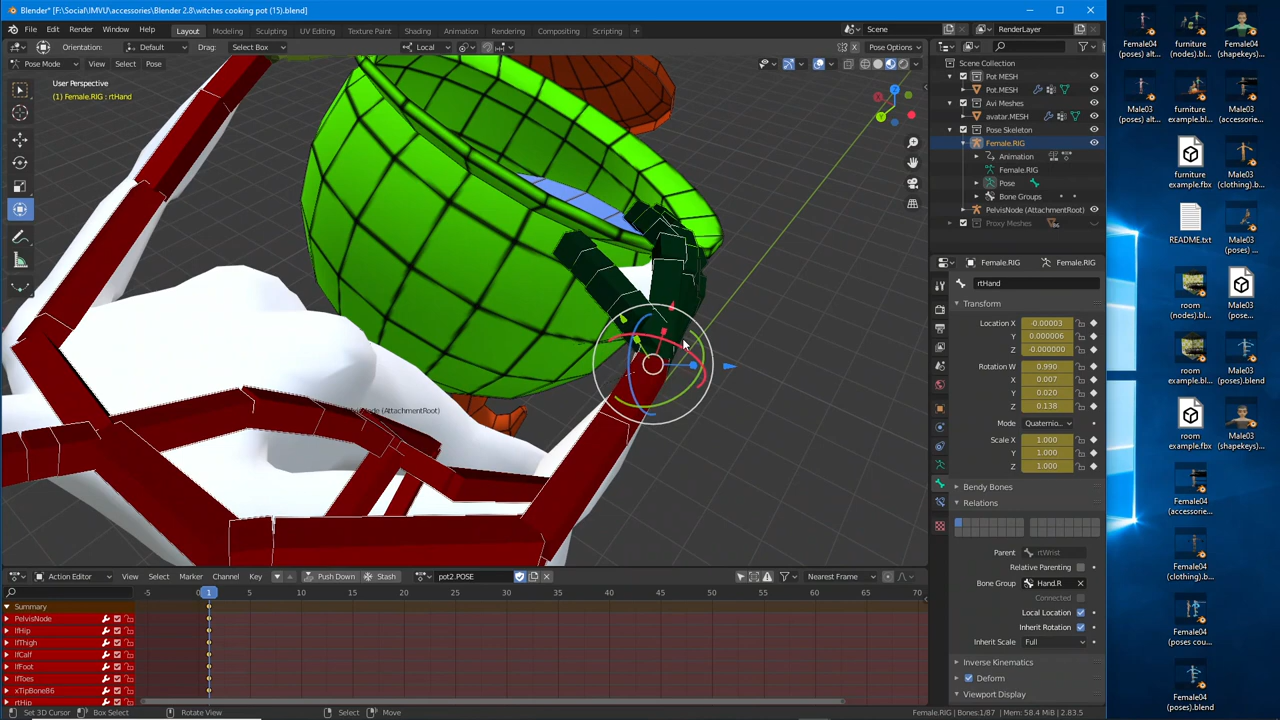 Blender* [F:\Social\IMVU\accessories\Blender 2.8\witches cooking pot (15).blend]
File Edit Render Window Help Layout Modeling Sculpting UV Editing Texture Paint Shading Animation Rendering Compositing Scripting + Scene RenderLayer
Orientation: Default Drag: Select Box Local Pose Options
Pose Mode View Select Pose
User Perspective
(1) Female.RIG : rtHand
Node (AttachmentRoot)
Scene Collection
Pot MESH
Pot.MESH
Avi Meshes
avatar.MESH
Pose Skeleton
Female.RIG
Animation
Female.RIG
Pose
Bone Groups
PelvisNode (AttachmentRoot)
Proxy Meshes
Female.RIG Female.RIG
rtHand
Transform
Location X -0.00003
Y 0.000006
Z -0.000000
Rotation W 0.990
X 0.007
Y 0.020
Z 0.138
Mode Quaternio...
Scale X 1.000
Y 1.000
Z 1.000
Bendy Bones
Relations
Parent rtWrist
Relative Parenting
Bone Group Hand.R
Connected
Local Location
Inherit Rotation
Inherit Scale Full
Inverse Kinematics
Deform
Viewport Display
Action Editor View Select Marker Channel Key Push Down Stash pot2.POSE Nearest Frame
-5 0 1 5 10 15 20 25 30 35 40 45 50 55 60 65 70
Summary
PelvisNode
lfHip
lfThigh
lfCalf
lfFoot
lfToes
xTipBone86
rtHip
Set 3D Cursor Box Select Rotate View Select Move Female.RIG | Bones:1/87 | Mem: 58.4 MiB | 2.83.5
Female04
(poses) alt...
furniture
(nodes).bl...
Female04
(shapekeys)...
Male03
(poses) alt...
furniture
example.bl...
Male03
(accessorie...
furniture
example.fbx
Male03
(clothing).b...
README.txt
Male03
(poses) ...
room
(nodes).bl...
Male03
(poses)...
room
example.bl...
Male03
(poses).blend
room
example.fbx
Male03
(shapekeys)...
Female04
(accessorie...
Female04
(clothing).b...
Female04
(poses cou...
Female04
(poses).blend